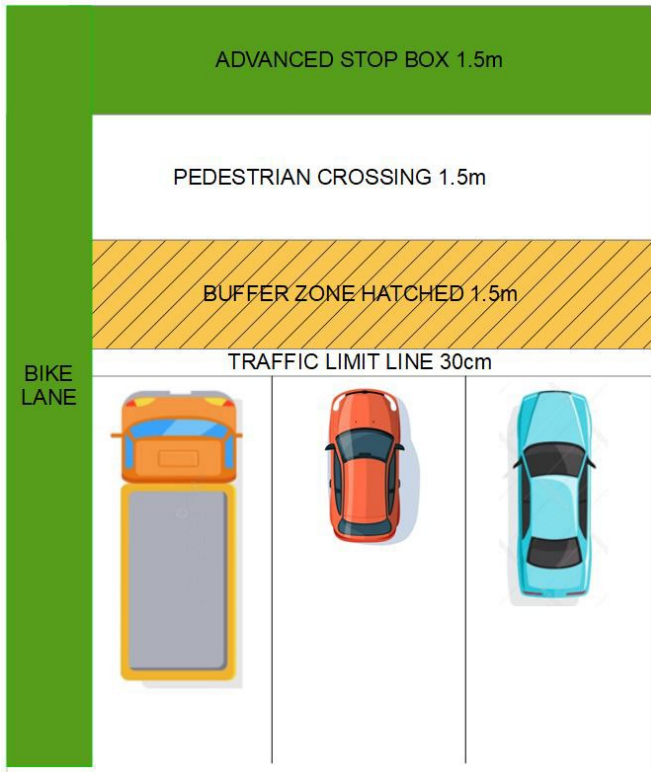 ADVANCED STOP BOX 1.5m
PEDESTRIAN CROSSING 1.5m
BUFFER ZONE HATCHED 1.5m
TRAFFIC LIMIT LINE 30cm
BIKE
LANE